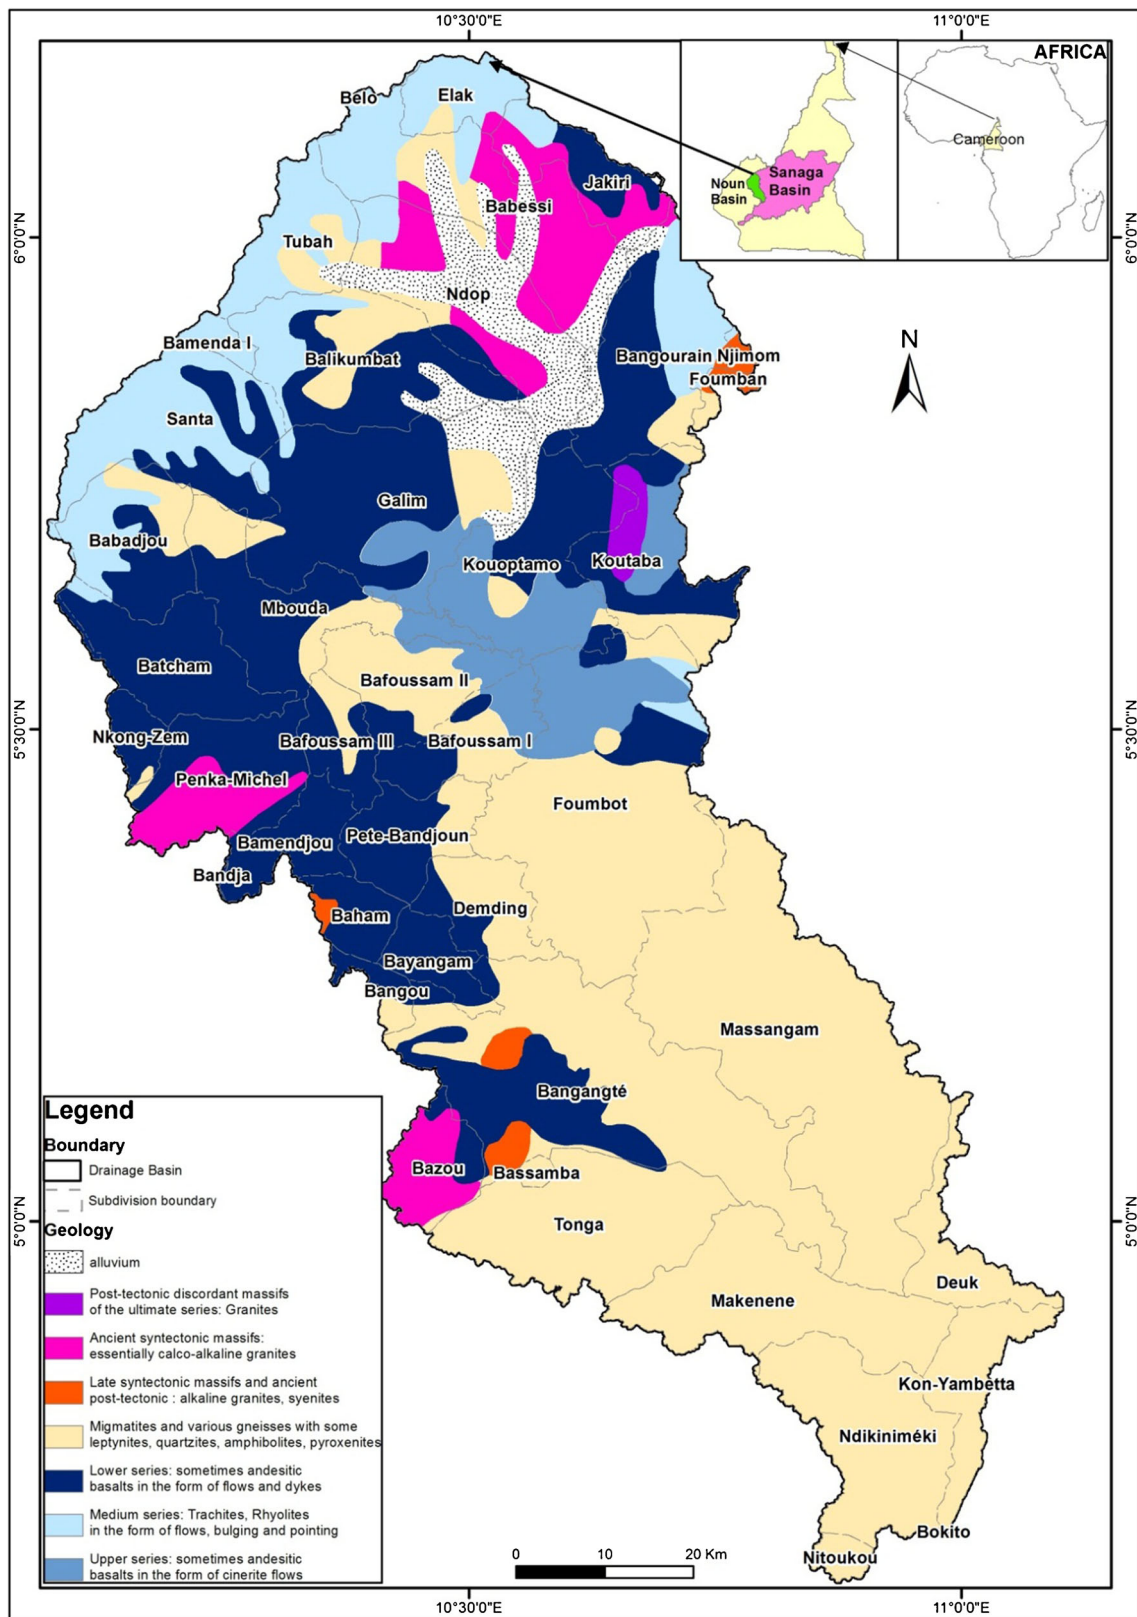 10°30'0"E
11°0'0"E
AFRICA
Cameroon
Sanaga
Basin
Noun
Basin
6°0'0"N
6°0'0"N
N
Belo
Elak
Jakiri
Babessi
Tubah
Ndop
Bamenda I
Balikumbat
Bangourain Njimom
Foumban
Santa
Galim
Babadjou
Kouoptamo
Koutaba
Mbouda
Batcham
Bafoussam II
5°30'0"N
5°30'0"N
Nkong-Zem
Bafoussam III
Bafoussam I
Penka-Michel
Foumbot
Bamendjou
Pete-Bandjoun
Bandja
Baham
Demding
Bayangam
Bangou
Massangam
Bangangté
Bazou
Bassamba
5°0'0"N
5°0'0"N
Tonga
Deuk
Makenene
Kon-Yambetta
Ndikiniméki
Bokito
Nitoukou
Legend
Boundary
Drainage Basin
Subdivision boundary
Geology
alluvium
Post-tectonic discordant massifs
of the ultimate series: Granites
Ancient syntectonic massifs:
essentially calco-alkaline granites
Late syntectonic massifs and ancient
post-tectonic : alkaline granites, syenites
Migmatites and various gneisses with some
leptynites, quartzites, amphibolites, pyroxenites
Lower series: sometimes andesitic
basalts in the form of flows and dykes
Medium series: Trachites, Rhyolites
in the form of flows, bulging and pointing
Upper series: sometimes andesitic
basalts in the form of cinerite flows
0 10 20 Km
10°30'0"E
11°0'0"E